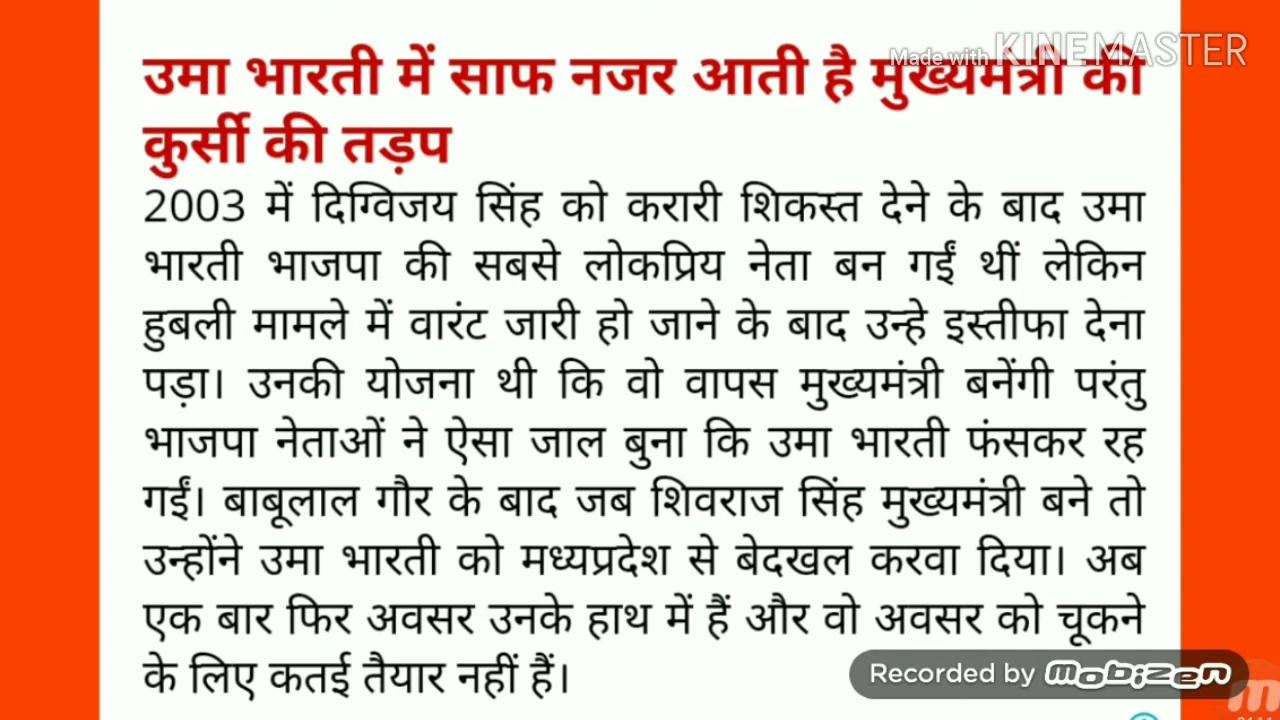 Made with KINEMASTER
उमा भारती में साफ नजर आती है मुख्यमंत्री की
कुर्सी की तड़प
2003 में दिग्विजय सिंह को करारी शिकस्त देने के बाद उमा
भारती भाजपा की सबसे लोकप्रिय नेता बन गईं थीं लेकिन
हुबली मामले में वारंट जारी हो जाने के बाद उन्हे इस्तीफा देना
पड़ा। उनकी योजना थी कि वो वापस मुख्यमंत्री बनेंगी परंतु
भाजपा नेताओं ने ऐसा जाल बुना कि उमा भारती फंसकर रह
गईं। बाबूलाल गौर के बाद जब शिवराज सिंह मुख्यमंत्री बने तो
उन्होंने उमा भारती को मध्यप्रदेश से बेदखल करवा दिया। अब
एक बार फिर अवसर उनके हाथ में हैं और वो अवसर को चूकने
के लिए कतई तैयार नहीं हैं।
Recorded by mobizen